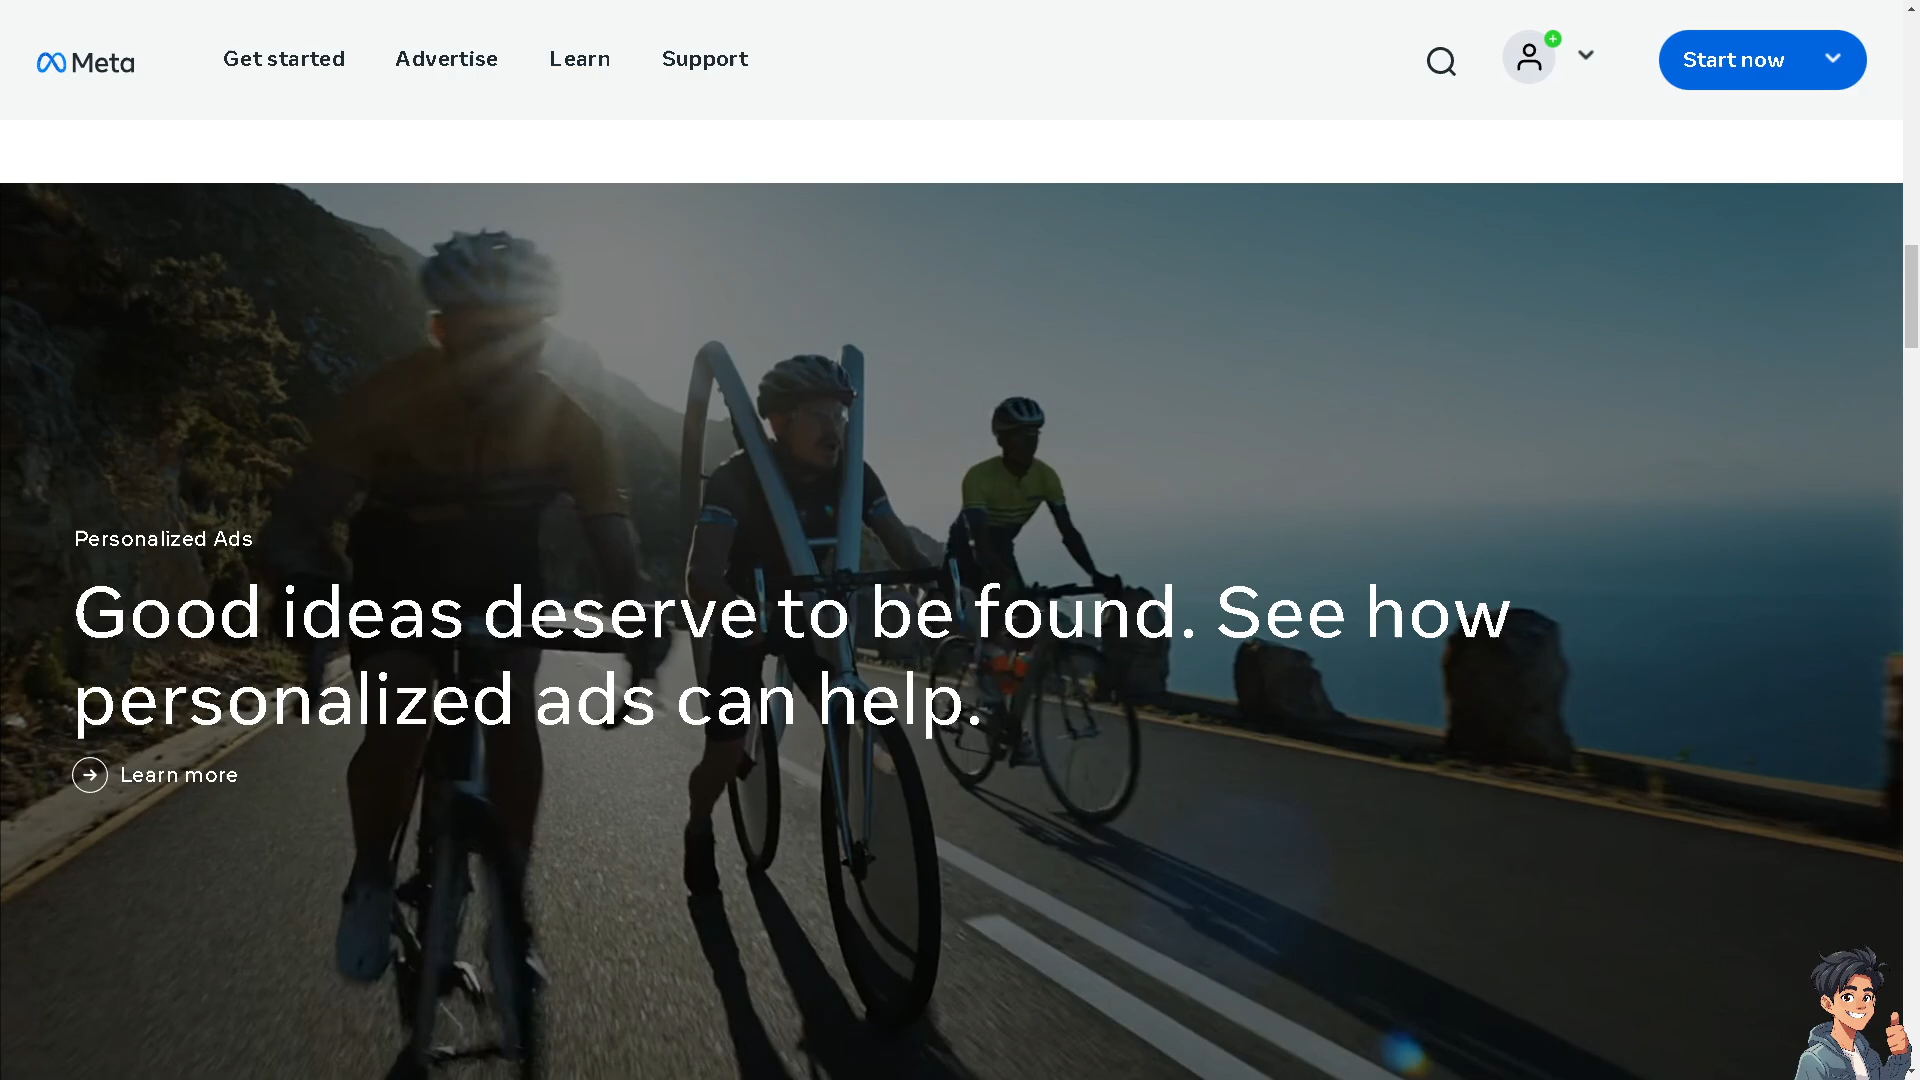 Meta
Get started
Advertise
Learn
Support
Start now
Personalized Ads
Good ideas deserve to be found. See how
personalized ads can help.
Learn more